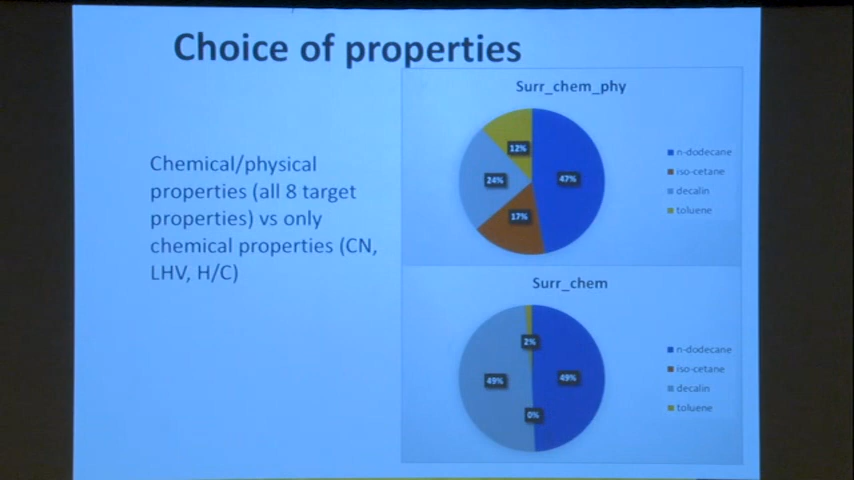 Choice of properties
Chemical/physical
properties (all 8 target
properties) vs only
chemical properties (CN,
LHV, H/C)
Surr_chem_phy
12%
24%
47%
17%
n-dodecane
iso-cetane
decalin
toluene
Surr_chem
2%
49%
49%
0%
n-dodecane
iso-cetane
decalin
toluene